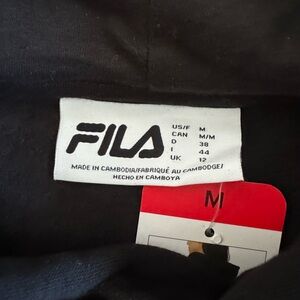 FILA
US/F M
CAN M/M
D 38
I 44
UK 12
MADE IN CAMBODIA/FABRIQUÉ AU CAMBODGE/
HECHO EN CAMBOYA
M